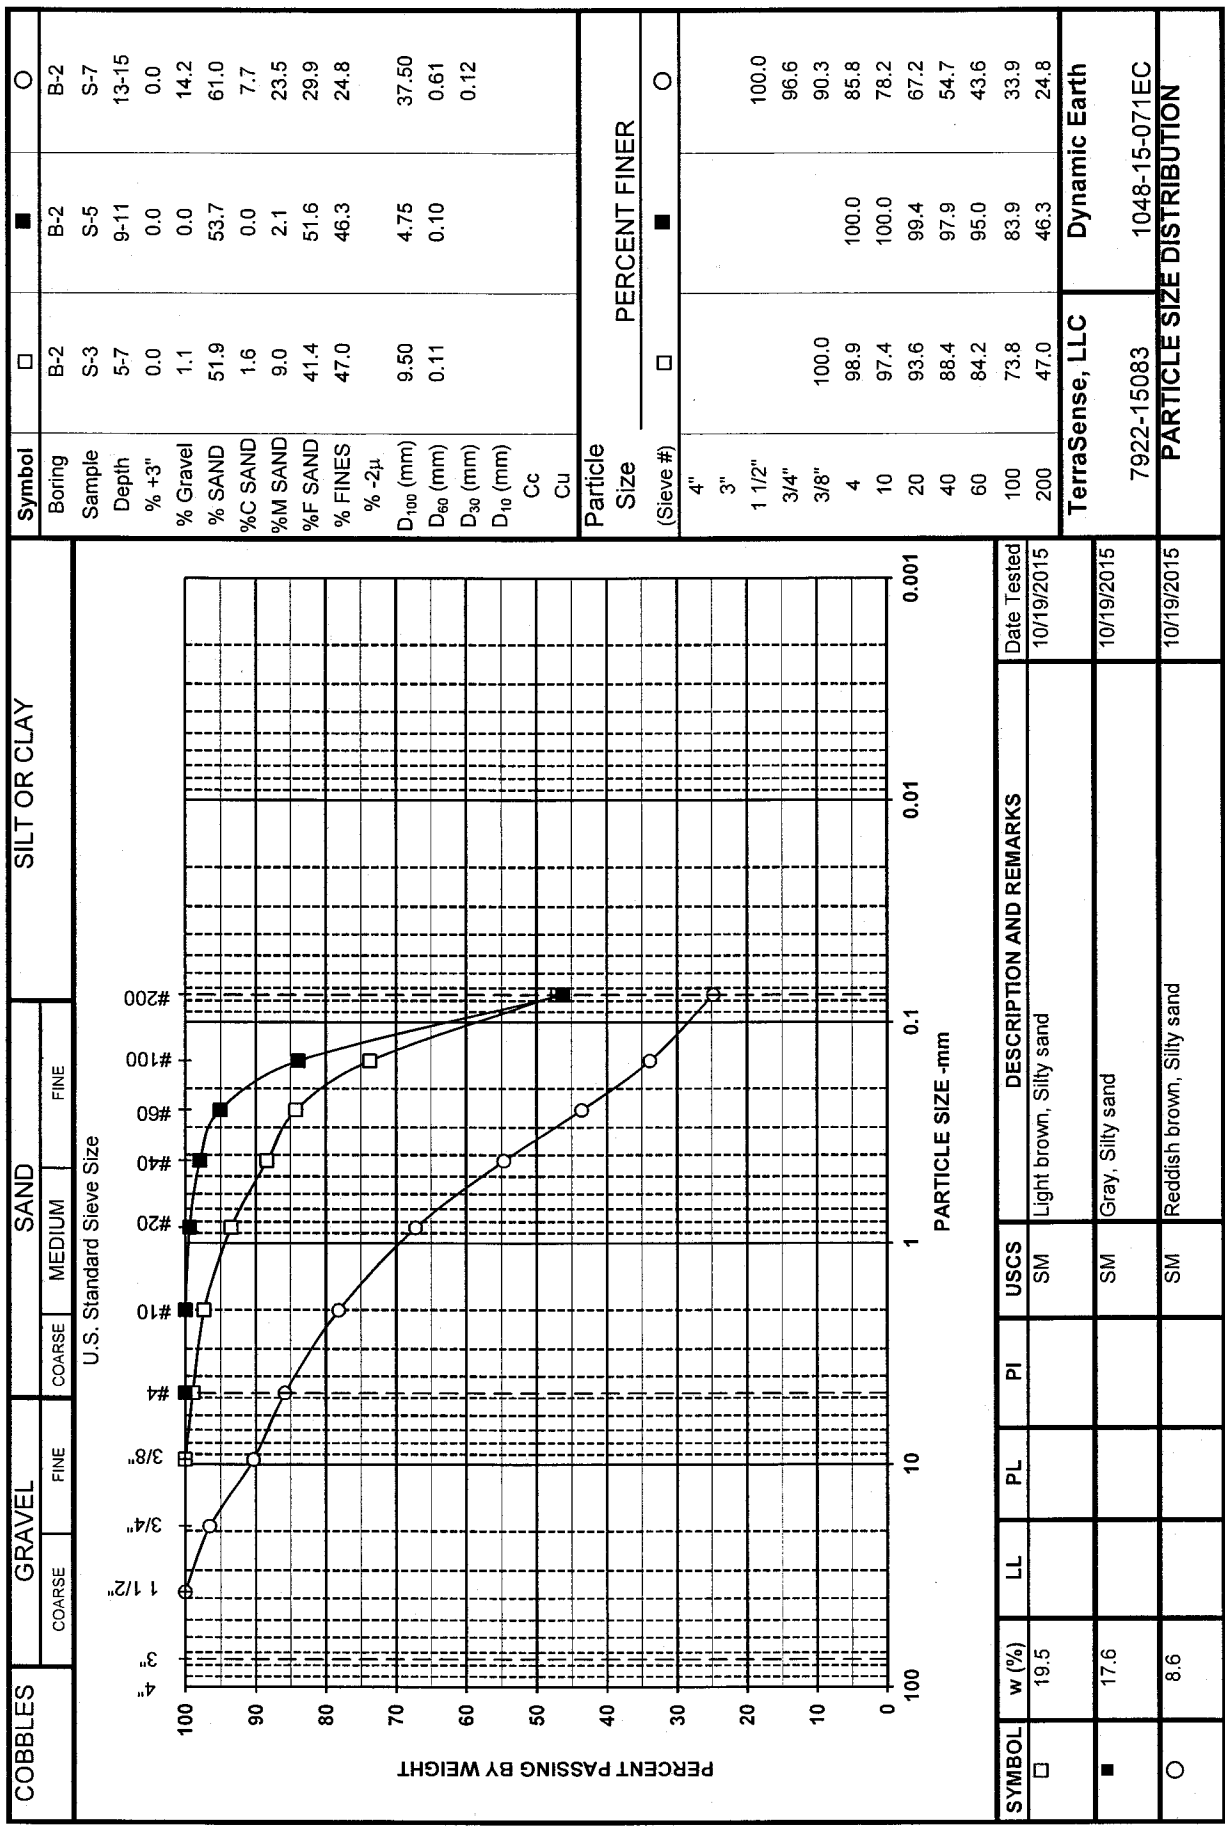 COBBLES GRAVEL SAND SILT OR CLAY
COARSE FINE COARSE MEDIUM FINE
U.S. Standard Sieve Size
4" 3" 1 1/2" 3/4" 3/8" #4 #10 #20 #40 #60 #100 #200
PERCENT PASSING BY WEIGHT
100
90
80
70
60
50
40
30
20
10
0
100 10 1 0.1 0.01 0.001
PARTICLE SIZE -mm
Symbol □ ■ ○
Boring B-2 B-2 B-2
Sample S-3 S-5 S-7
Depth 5-7 9-11 13-15
% +3" 0.0 0.0 0.0
% Gravel 1.1 0.0 14.2
% SAND 51.9 53.7 61.0
%C SAND 1.6 0.0 7.7
%M SAND 9.0 2.1 23.5
%F SAND 41.4 51.6 29.9
% FINES 47.0 46.3 24.8
% -2µ
D100 (mm) 9.50 4.75 37.50
D60 (mm) 0.11 0.10 0.61
D30 (mm) 0.12
D10 (mm)
Cc
Cu
Particle
Size PERCENT FINER
(Sieve #) □ ■ ○
4"
3"
1 1/2" 100.0
3/4" 96.6
3/8" 100.0 90.3
4 98.9 100.0 85.8
10 97.4 100.0 78.2
20 93.6 99.4 67.2
40 88.4 97.9 54.7
60 84.2 95.0 43.6
100 73.8 83.9 33.9
200 47.0 46.3 24.8
SYMBOL w (%) LL PL PI USCS DESCRIPTION AND REMARKS Date Tested
□ 19.5 SM Light brown, Silty sand 10/19/2015
■ 17.6 SM Gray, Silty sand 10/19/2015
○ 8.6 SM Reddish brown, Silty sand 10/19/2015
TerraSense, LLC Dynamic Earth
7922-15083 1048-15-071EC
PARTICLE SIZE DISTRIBUTION